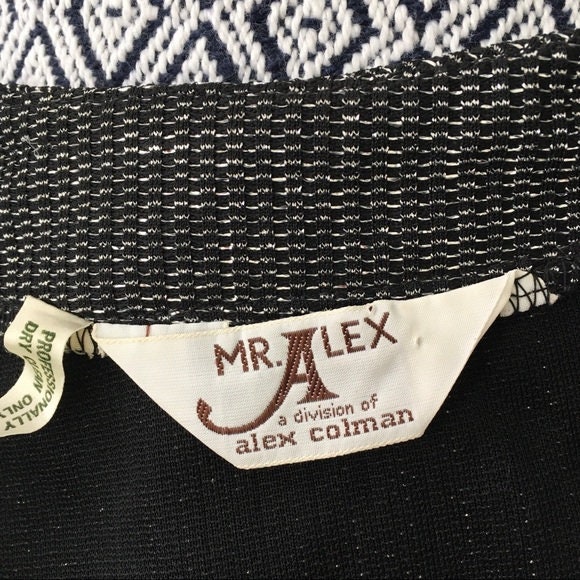 MR. ALEX
a division of
alex colman
PROFESSIONALLY
DRY CLEAN ONLY